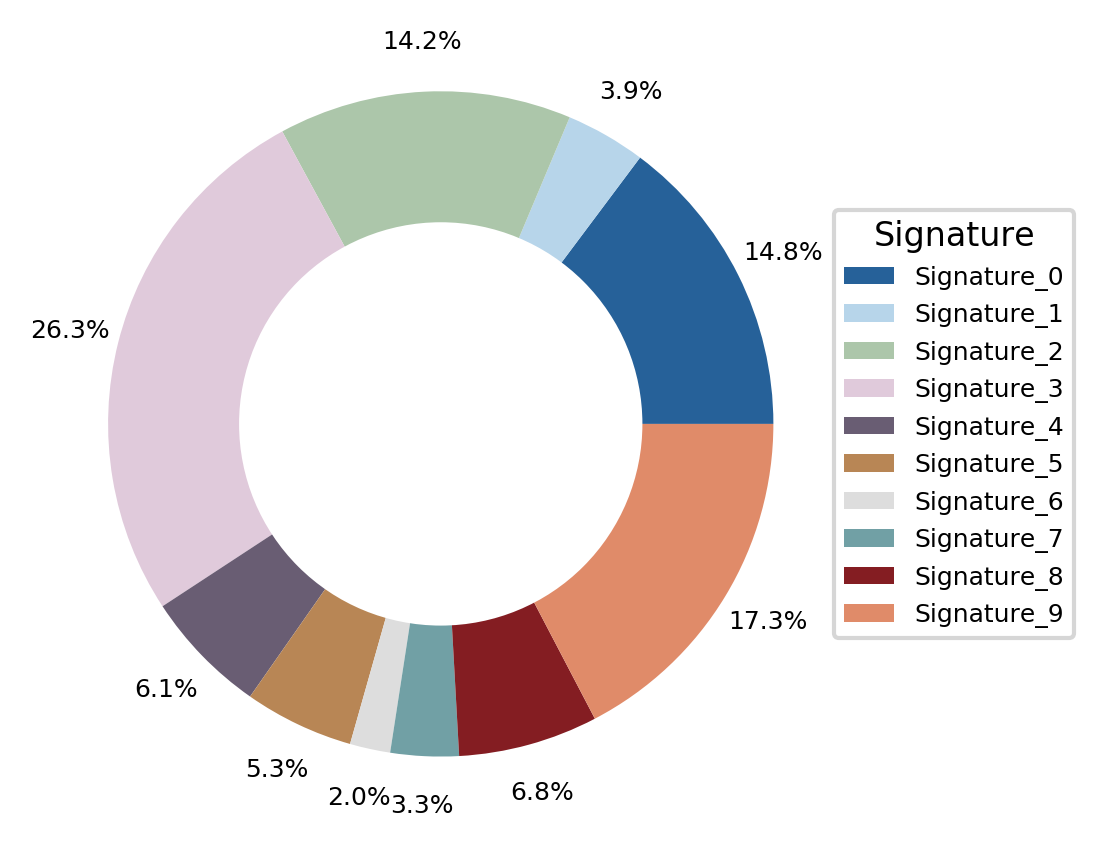 14.2%
3.9%
14.8%
26.3%
17.3%
6.1%
5.3%
2.0%
3.3%
6.8%
Signature
Signature_0
Signature_1
Signature_2
Signature_3
Signature_4
Signature_5
Signature_6
Signature_7
Signature_8
Signature_9